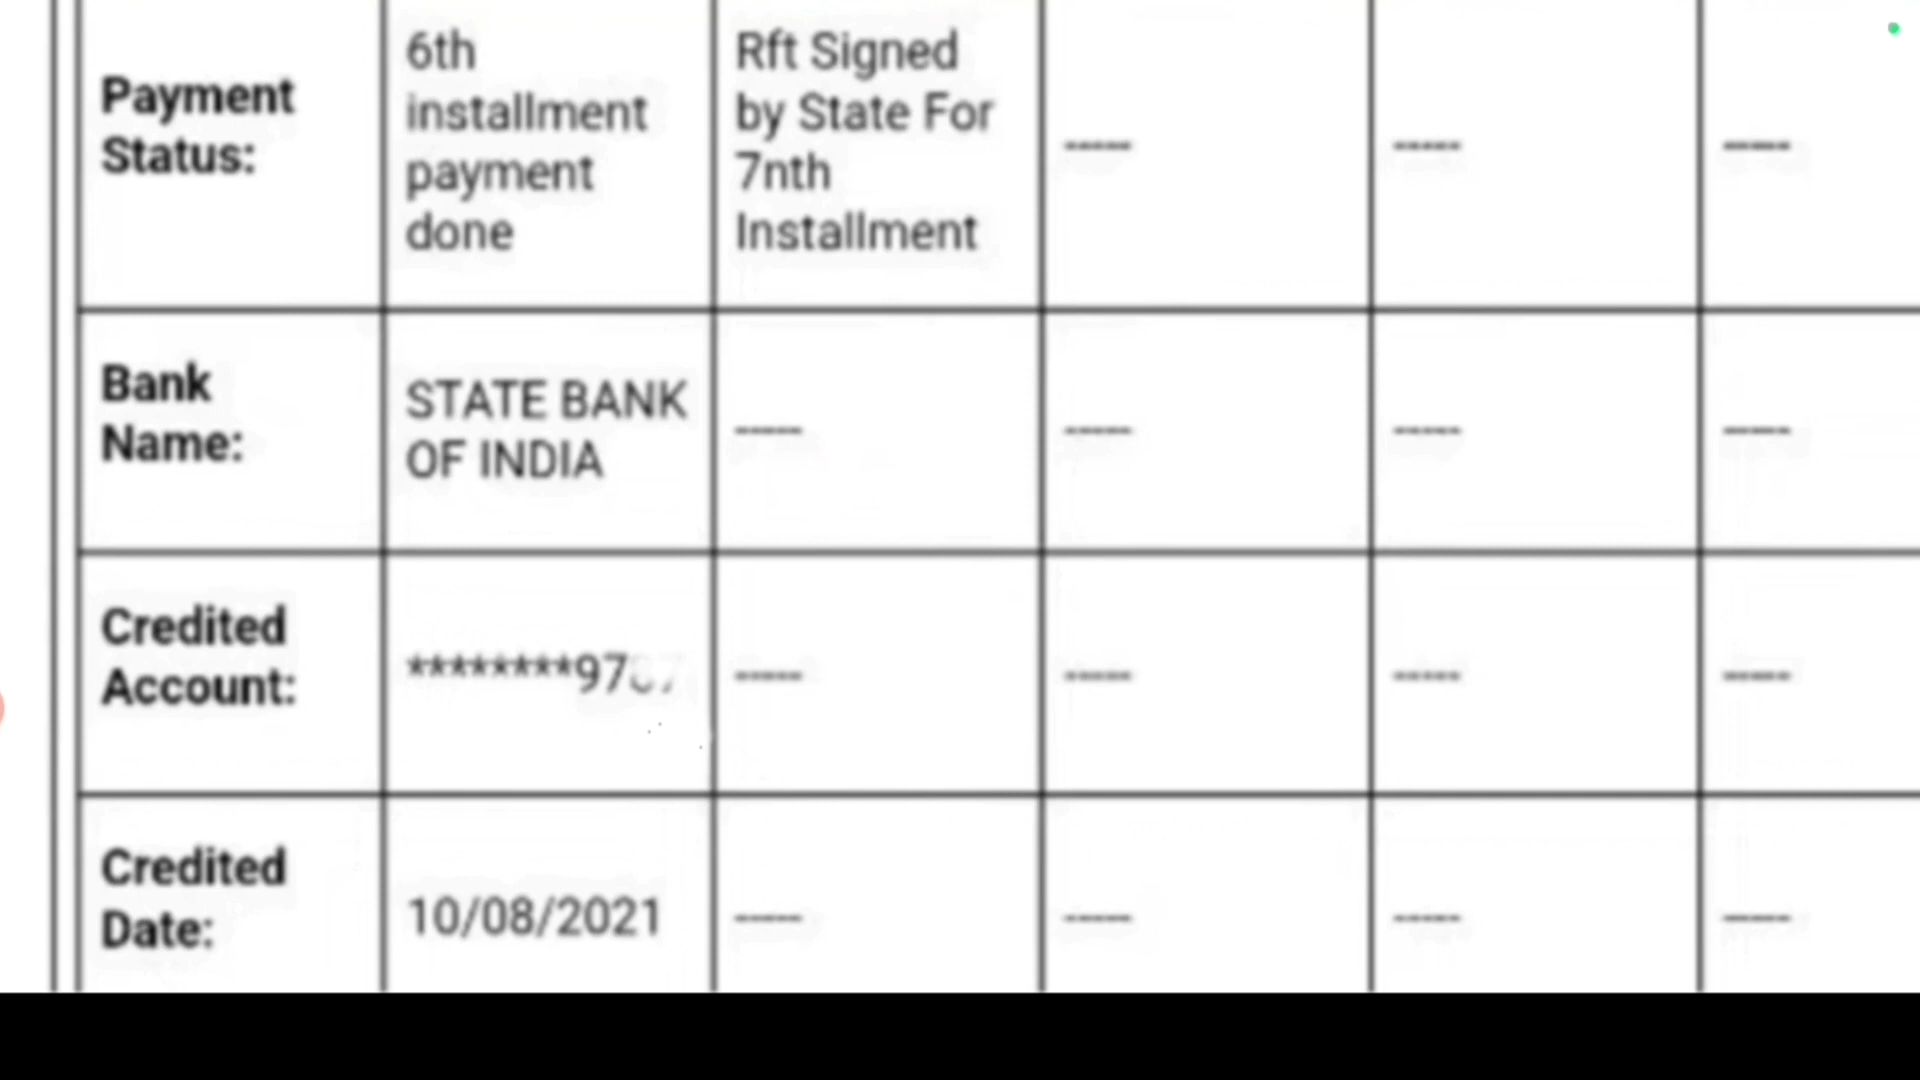 Payment
Status:
6th
installment
payment
done
Rft Signed
by State For
7nth
Installment
-----
-----
-----
Bank
Name:
STATE BANK
OF INDIA
-----
-----
-----
-----
Credited
Account:
********97
-----
-----
-----
-----
Credited
Date:
10/08/2021
-----
-----
-----
-----